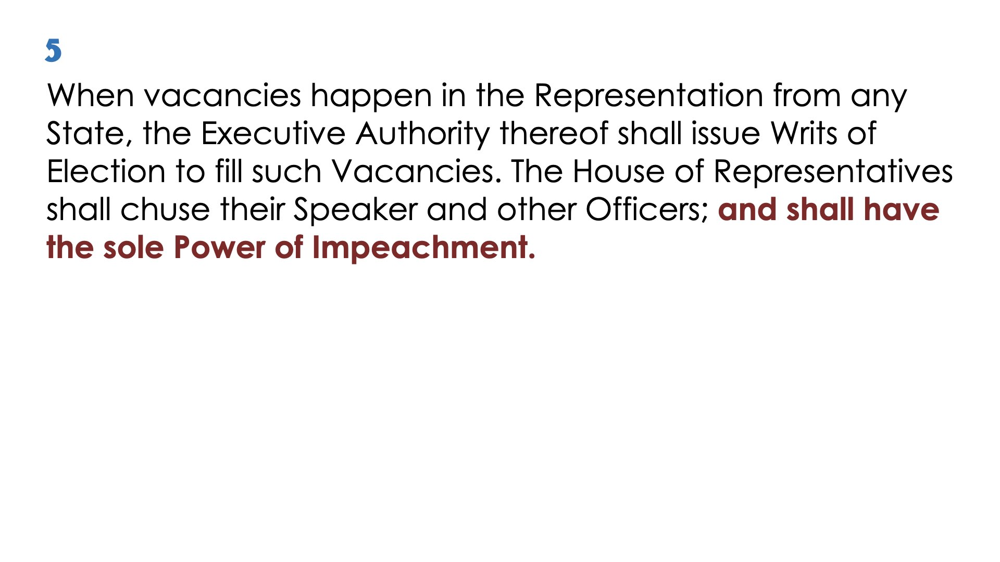 5
When vacancies happen in the Representation from any
State, the Executive Authority thereof shall issue Writs of
Election to fill such Vacancies. The House of Representatives
shall chuse their Speaker and other Officers; and shall have
the sole Power of Impeachment.